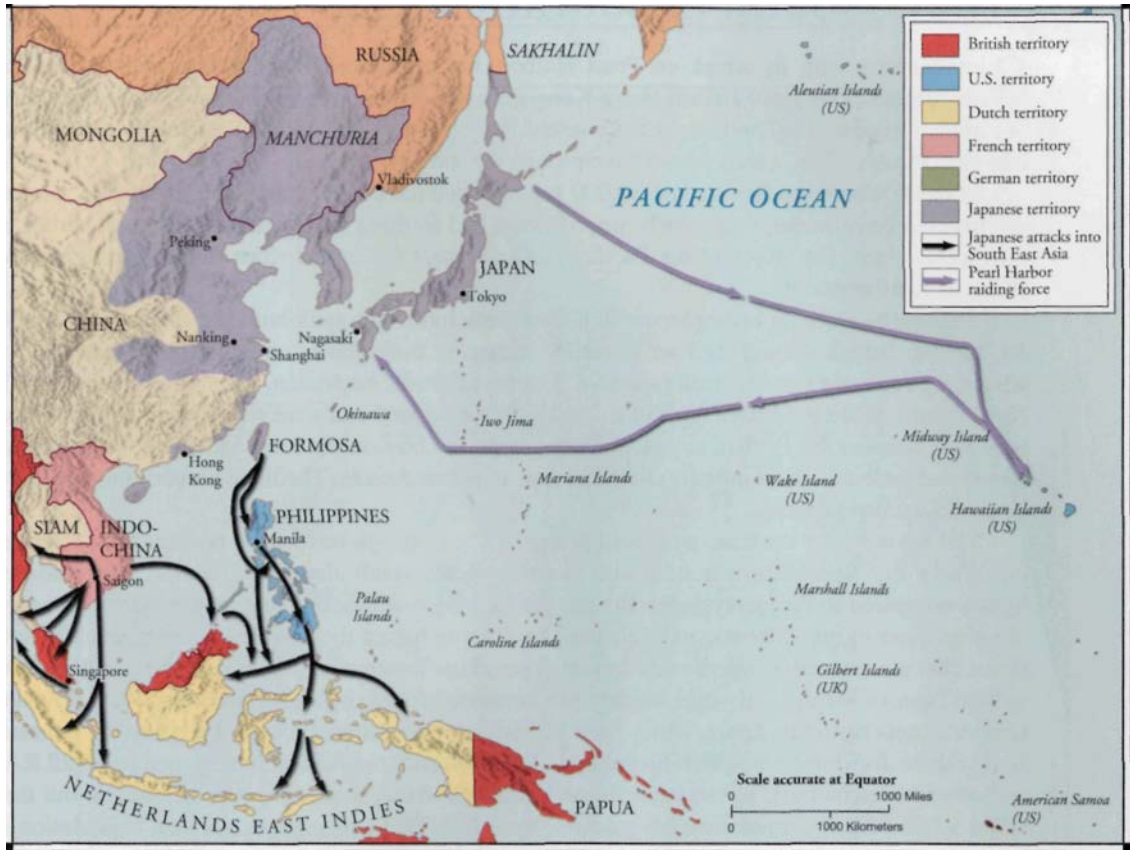 RUSSIA
SAKHALIN
Aleutian Islands
(US)
MONGOLIA
MANCHURIA
Vladivostok
PACIFIC OCEAN
Peking
JAPAN
Tokyo
CHINA
Nanking
Nagasaki
Shanghai
Okinawa
Iwo Jima
Midway Island
(US)
FORMOSA
Hong
Kong
Mariana Islands
Wake Island
(US)
Hawaiian Islands
(US)
SIAM
INDO-
CHINA
PHILIPPINES
Manila
Saigon
Palau
Islands
Marshall Islands
Caroline Islands
Singapore
Gilbert Islands
(UK)
NETHERLANDS EAST INDIES
PAPUA
American Samoa
(US)
British territory
U.S. territory
Dutch territory
French territory
German territory
Japanese territory
Japanese attacks into
South East Asia
Pearl Harbor
raiding force
Scale accurate at Equator
0 1000 Miles
0 1000 Kilometers